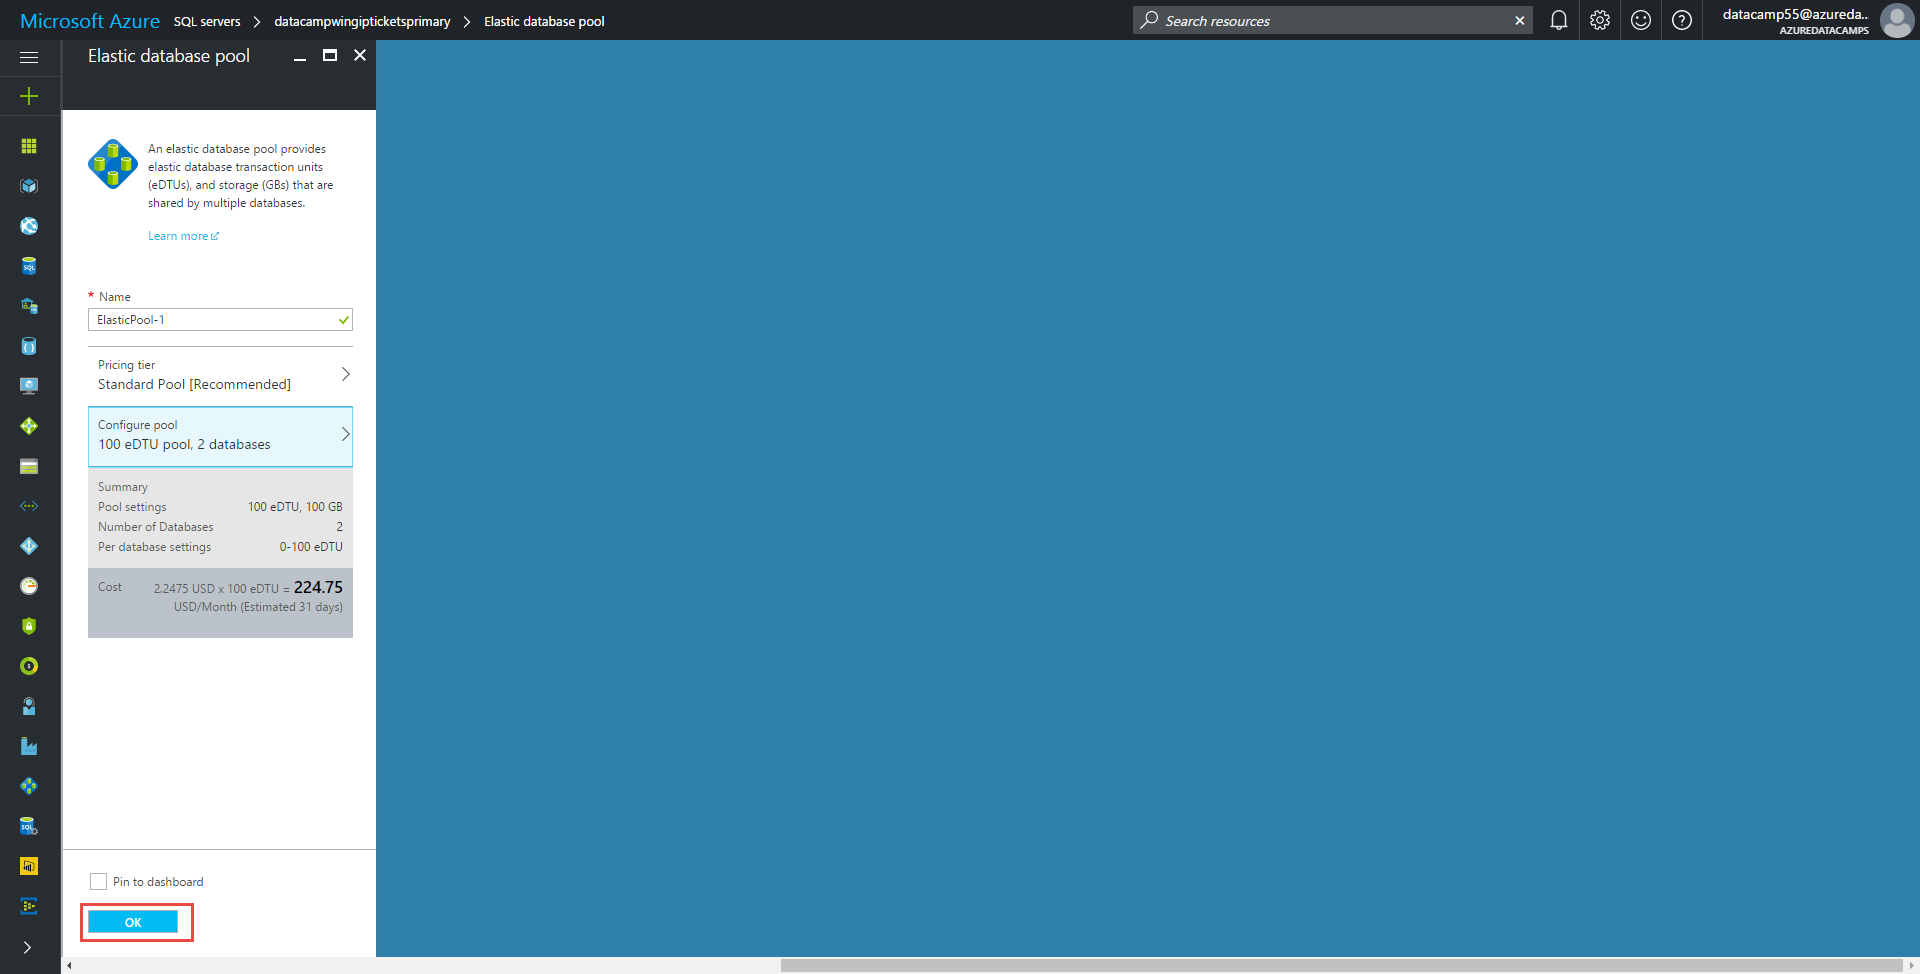 Microsoft Azure SQL servers > datacampwingipticketsprimary > Elastic database pool
Search resources
datacamp55@azureda...
AZUREDATACAMPS
Elastic database pool
An elastic database pool provides
elastic database transaction units
(eDTUs), and storage (GBs) that are
shared by multiple databases.
Learn more
* Name
ElasticPool-1
Pricing tier
Standard Pool [Recommended]
Configure pool
100 eDTU pool, 2 databases
Summary
Pool settings 100 eDTU, 100 GB
Number of Databases 2
Per database settings 0-100 eDTU
Cost 2.2475 USD x 100 eDTU = 224.75
USD/Month (Estimated 31 days)
Pin to dashboard
OK